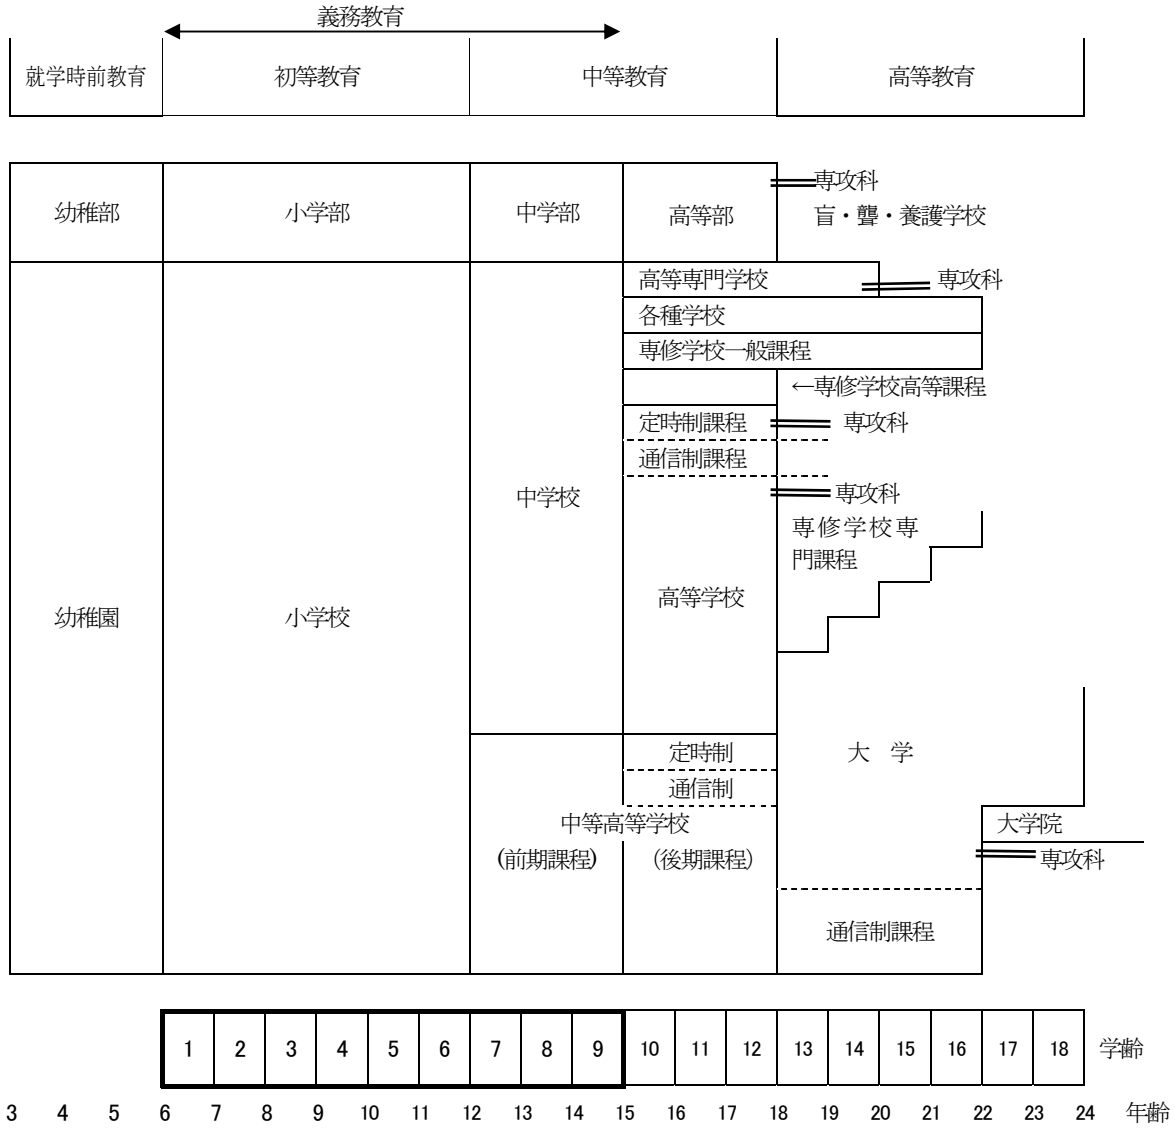 義務教育
就学時前教育 初等教育 中等教育 高等教育
専攻科
幼稚部 小学部 中学部 高等部 盲・聾・養護学校
高等専門学校 専攻科
各種学校
専修学校一般課程
←専修学校高等課程
定時制課程 専攻科
通信制課程
中学校 専攻科
専修学校専
門課程
高等学校
幼稚園 小学校
定時制 大 学
通信制
中等高等学校 大学院
(前期課程) (後期課程) 専攻科
通信制課程
1 2 3 4 5 6 7 8 9 10 11 12 13 14 15 16 17 18 学齢
3 4 5 6 7 8 9 10 11 12 13 14 15 16 17 18 19 20 21 22 23 24 年齢